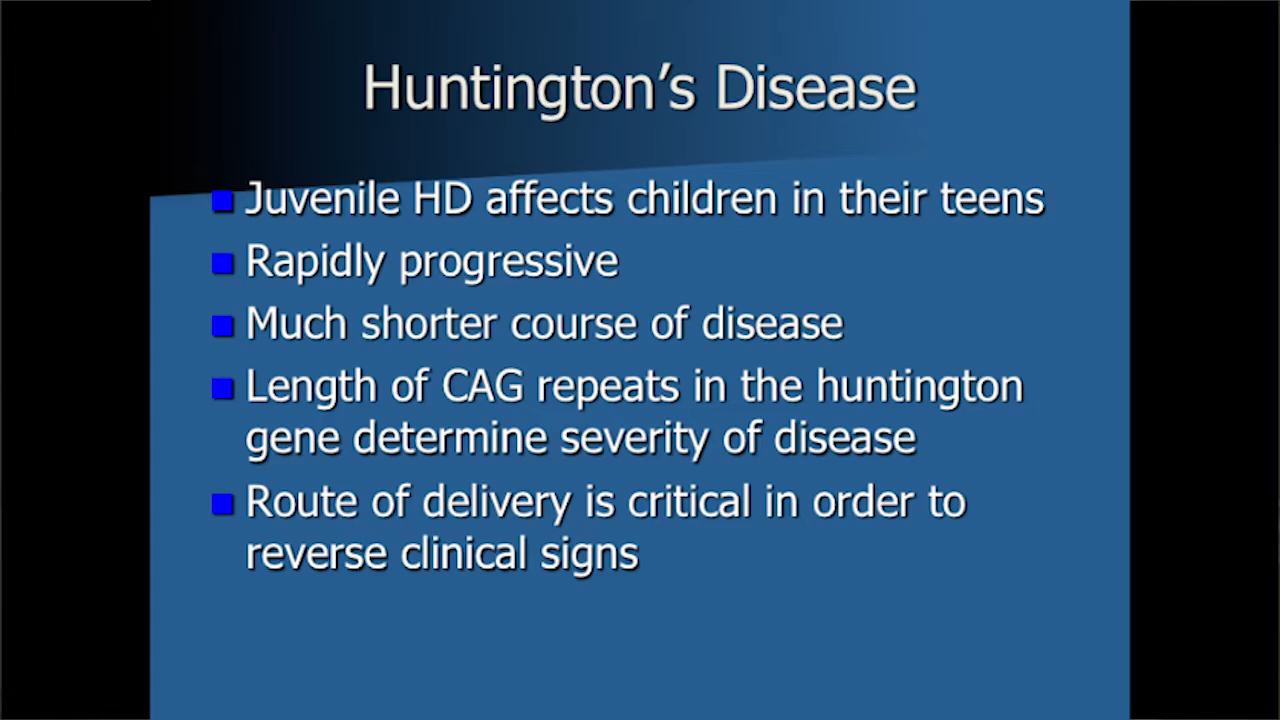 Huntington’s Disease
Juvenile HD affects children in their teens
Rapidly progressive
Much shorter course of disease
Length of CAG repeats in the huntington
gene determine severity of disease
Route of delivery is critical in order to
reverse clinical signs